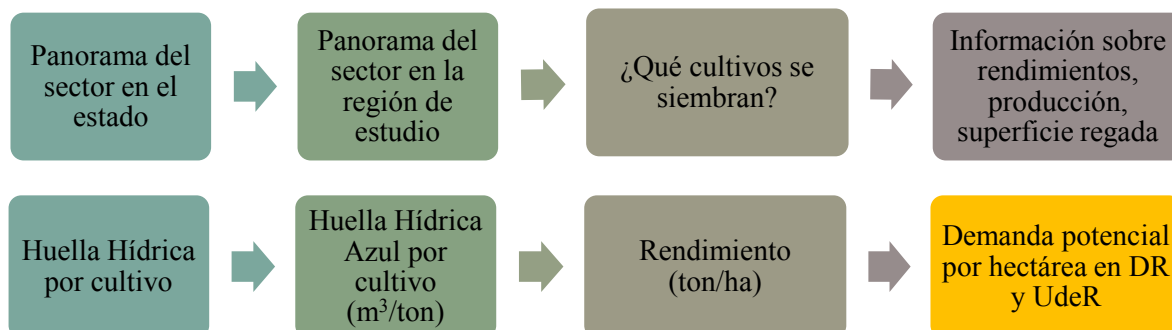 Panorama del
sector en el
estado
Panorama del
sector en la
región de
estudio
¿Qué cultivos se
siembran?
Información sobre
rendimientos,
producción,
superficie regada
Huella Hídrica
por cultivo
Huella Hídrica
Azul por
cultivo
(m³/ton)
Rendimiento
(ton/ha)
Demanda potencial
por hectárea en DR
y UdeR